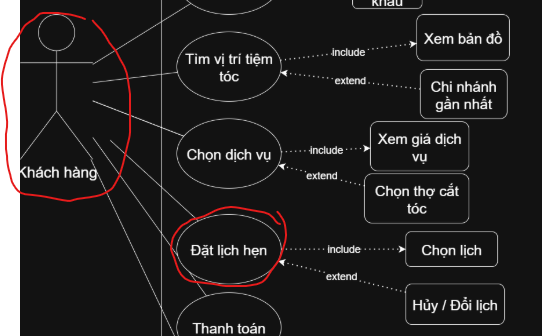 khẩu
Tìm vị trí tiệm
tóc
include
Xem bản đồ
extend
Chi nhánh
gần nhất
Khách hàng
Chọn dịch vụ
include
Xem giá dịch
vụ
extend
Chọn thợ cắt
tóc
Đặt lịch hẹn
include
Chọn lịch
extend
Hủy / Đổi lịch
Thanh toán